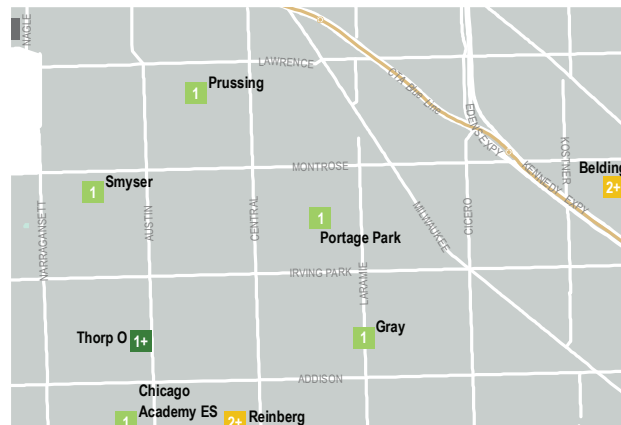 NAGLE
LAWRENCE
CTA Blue Line
1
Prussing
EDENS EXPY
KOSTNER
MONTROSE
KENNEDY EXPY
Belding
2+
1
Smyser
NARRAGANSETT
AUSTIN
CENTRAL
1
Portage Park
MILWAUKEE
CICERO
IRVING PARK
LARAMIE
Thorp O
1+
1
Gray
ADDISON
Chicago
Academy ES
1
2+
Reinberg